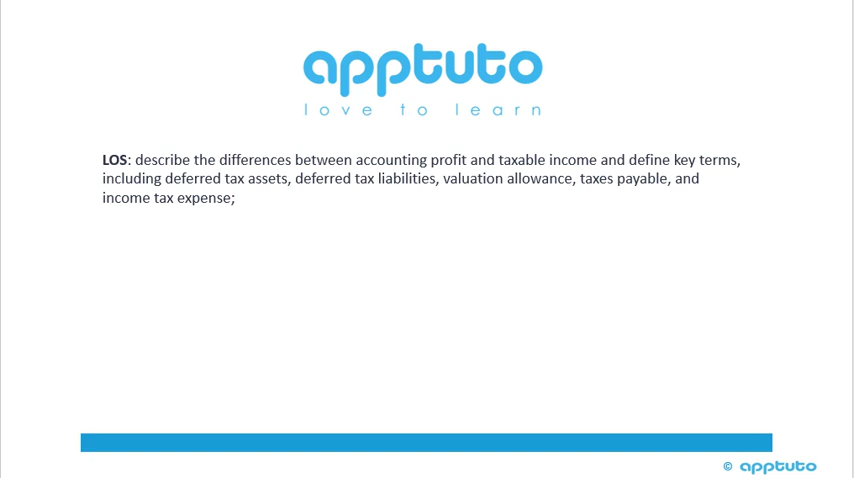 apptuto
love to learn
LOS: describe the differences between accounting profit and taxable income and define key terms,
including deferred tax assets, deferred tax liabilities, valuation allowance, taxes payable, and
income tax expense;
© apptuto